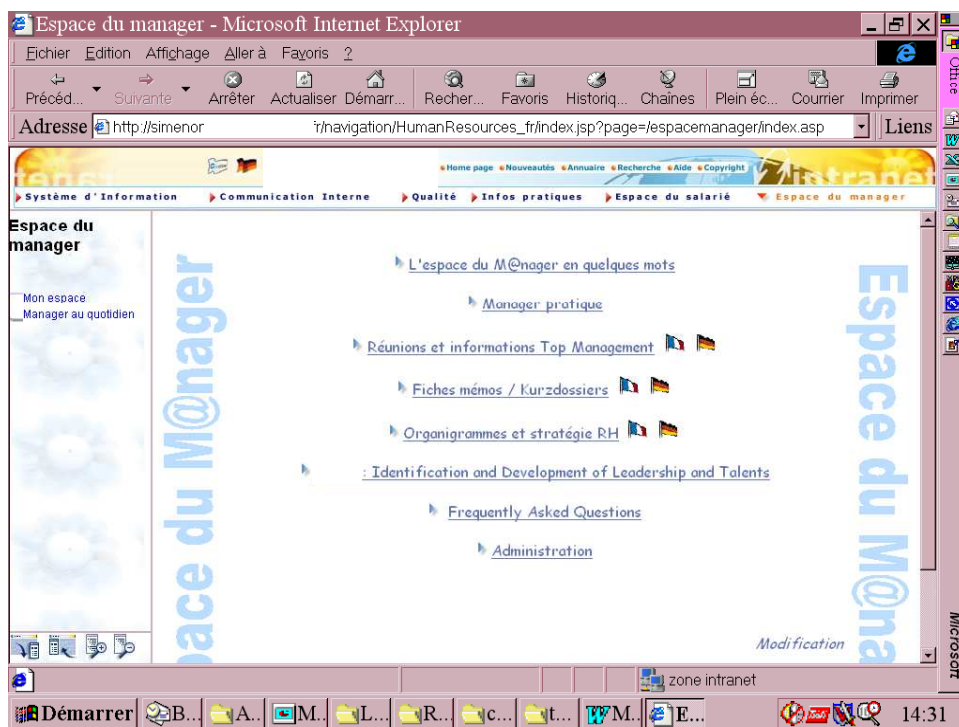 Espace du manager - Microsoft Internet Explorer
Fichier Edition Affichage Aller à Favoris ?
Précéd... Suivante Arrêter Actualiser Démarr... Recher... Favoris Historiq... Chaînes Plein éc... Courrier Imprimer
Office
Adresse http://simenor r/navigation/HumanResources_fr/index.jsp?page=/espacemanager/index.asp Liens
Home page Nouveautés Annuaire Recherche Aide Copyright
intranet
Système d'Information Communication Interne Qualité Infos pratiques Espace du salarié Espace du manager
Espace du
manager
Mon espace
Manager au quotidien
Espace du M@nager
L'espace du M@nager en quelques mots
Manager pratique
Réunions et informations Top Management
Fiches mémos / Kurzdossiers
Organigrammes et stratégie RH
: Identification and Development of Leadership and Talents
Frequently Asked Questions
Administration
Espace du M@na
Modification
Microsoft
zone intranet
Démarrer B... A... M... L... R... c... t... M... E... 14:31